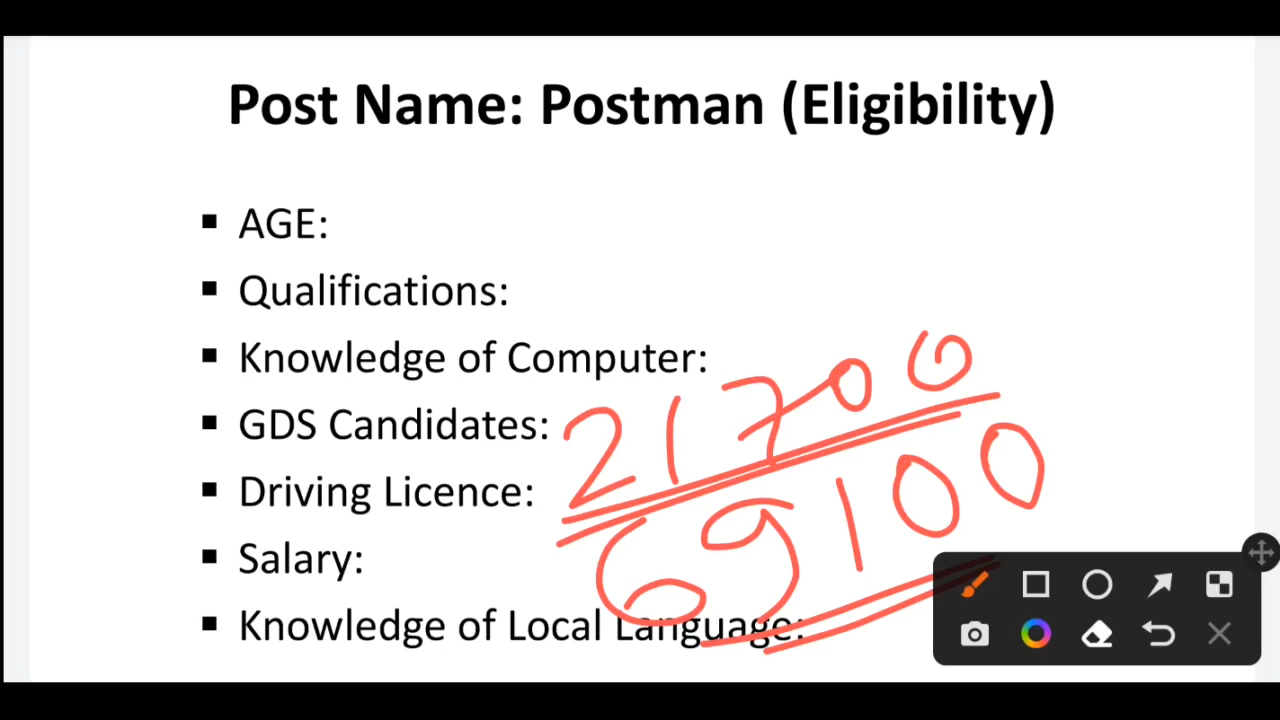 Post Name: Postman (Eligibility)
▪ AGE:
▪ Qualifications:
▪ Knowledge of Computer:
▪ GDS Candidates:
▪ Driving Licence:
▪ Salary:
▪ Knowledge of Local Language:
21700
69100